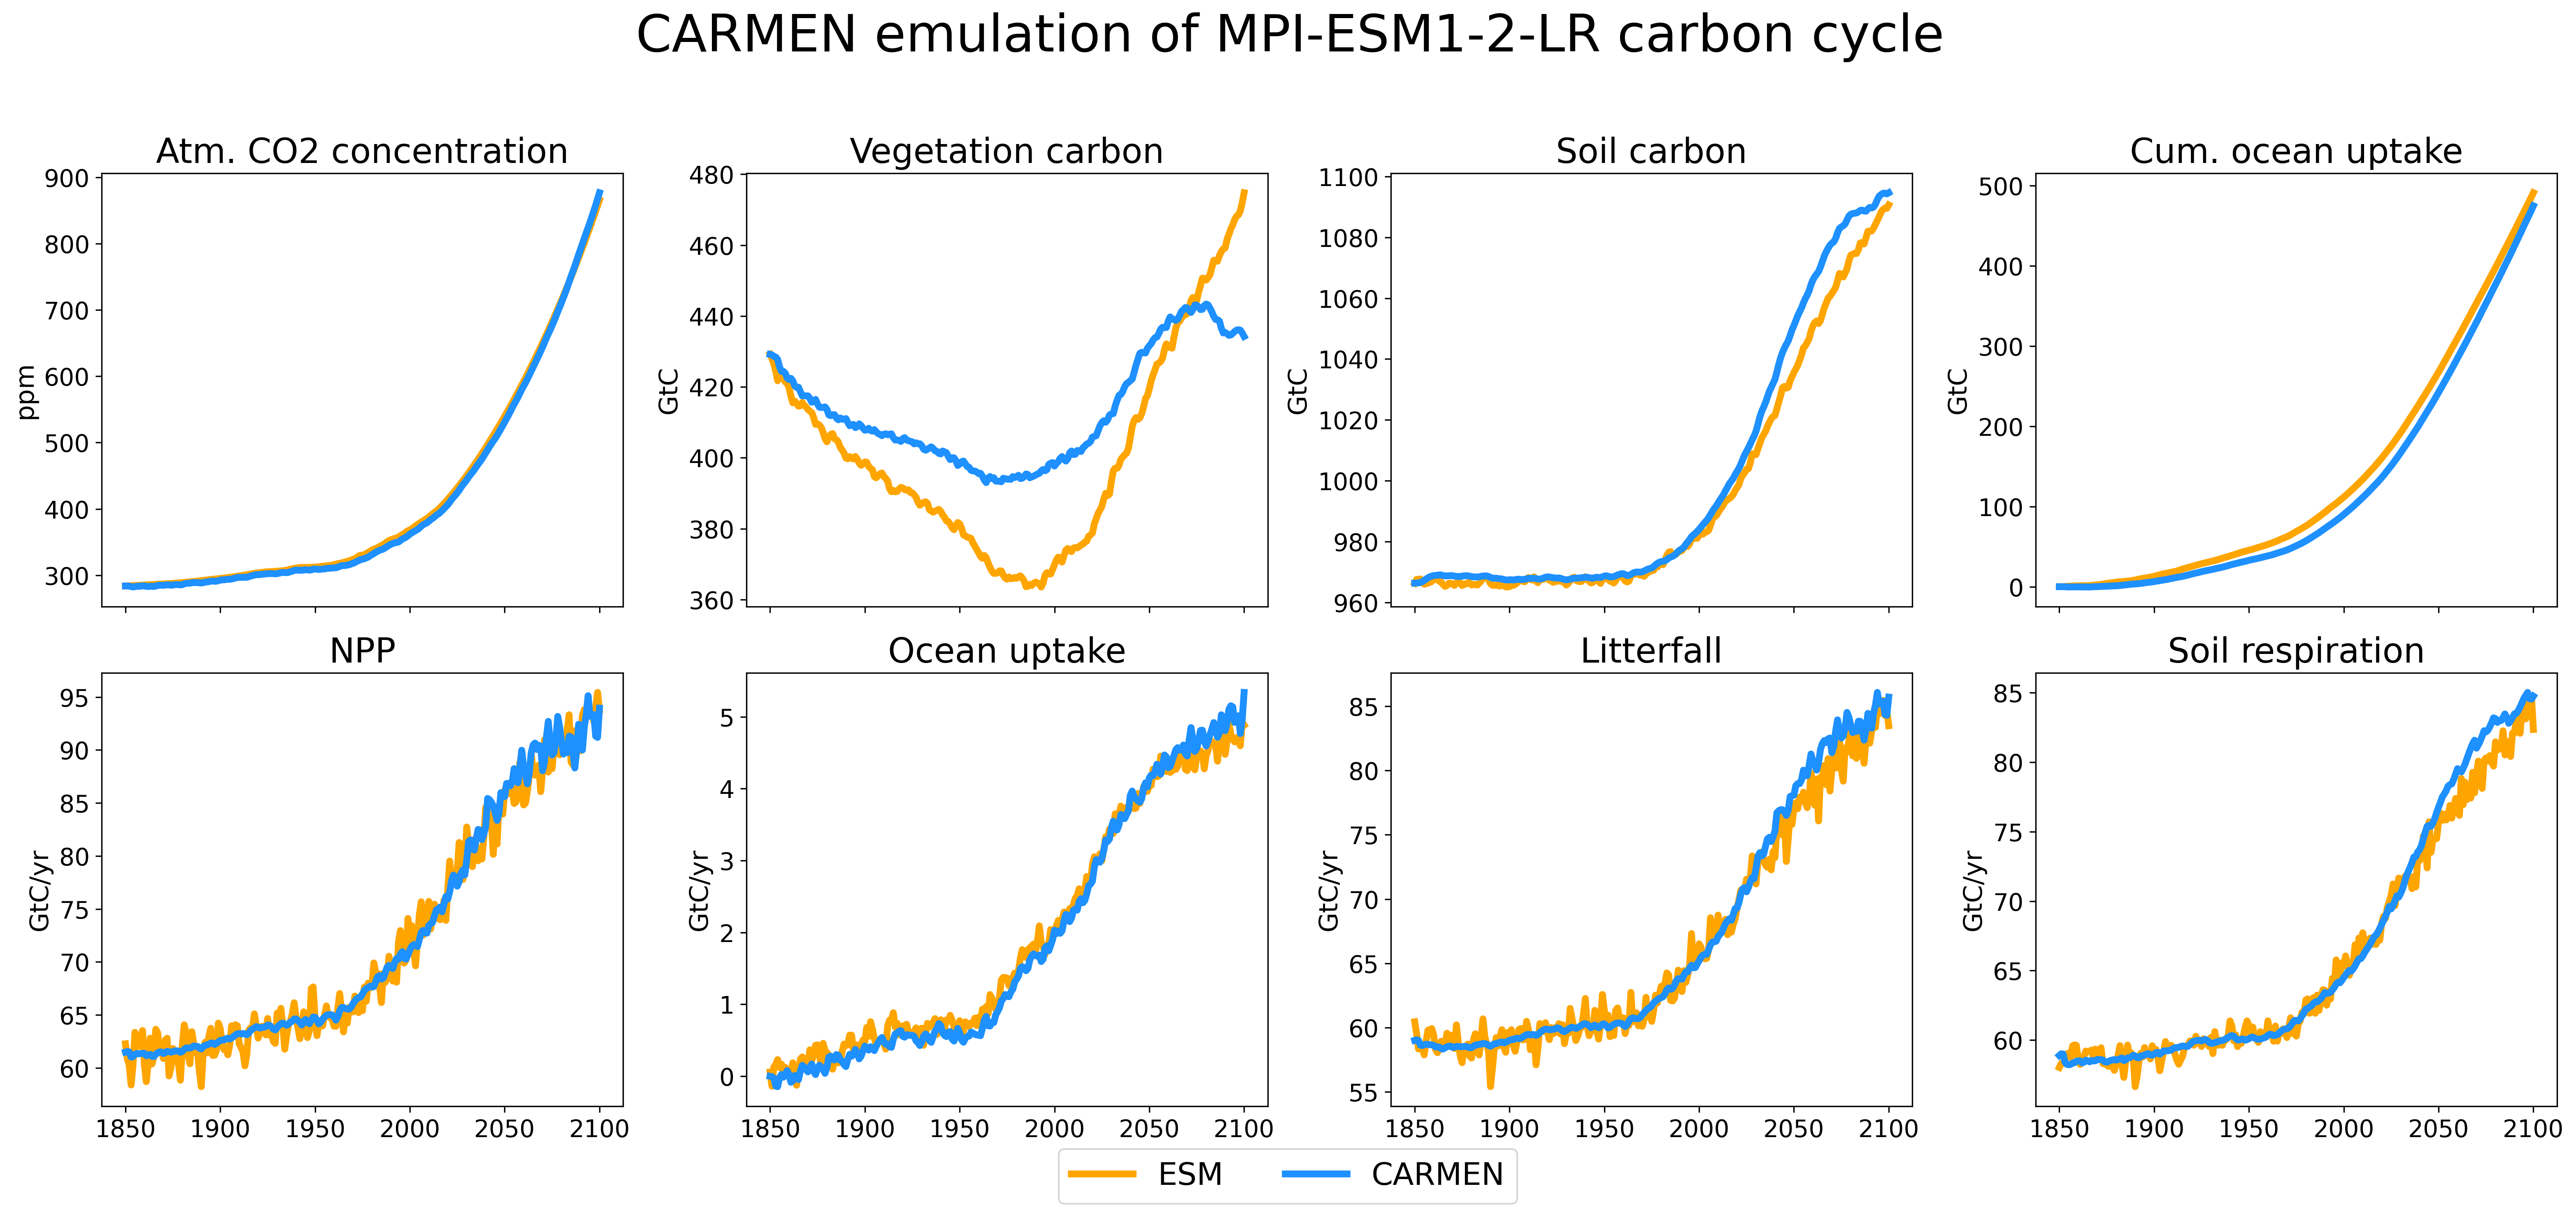 CARMEN emulation of MPI-ESM1-2-LR carbon cycle
Atm. CO2 concentration
900
800
700
600
500
400
300
ppm
Vegetation carbon
480
460
440
420
400
380
360
GtC
Soil carbon
1100
1080
1060
1040
1020
1000
980
960
GtC
Cum. ocean uptake
500
400
300
200
100
0
GtC
NPP
95
90
85
80
75
70
65
60
GtC/yr
1850 1900 1950 2000 2050 2100
Ocean uptake
5
4
3
2
1
0
GtC/yr
1850 1900 1950 2000 2050 2100
Litterfall
85
80
75
70
65
60
55
GtC/yr
1850 1900 1950 2000 2050 2100
Soil respiration
85
80
75
70
65
60
GtC/yr
1850 1900 1950 2000 2050 2100
ESM CARMEN